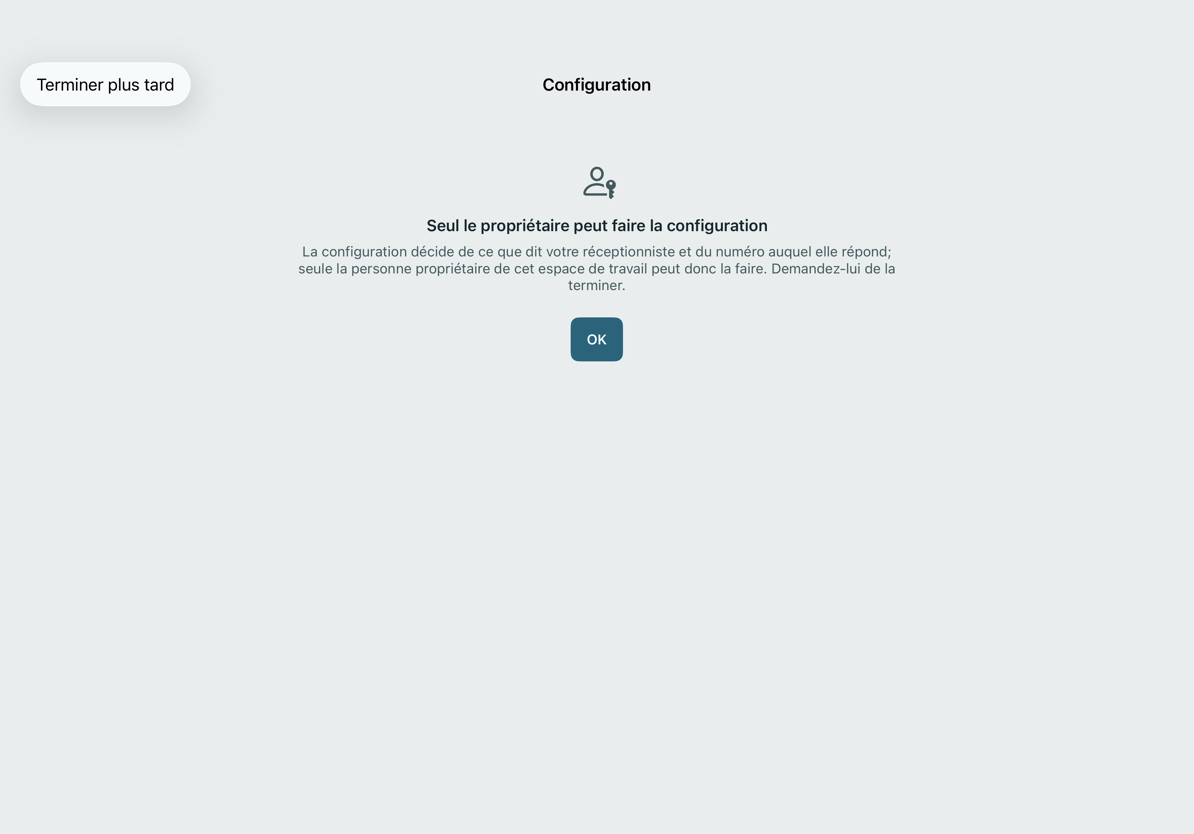 Terminer plus tard
Configuration
Seul le propriétaire peut faire la configuration
La configuration décide de ce que dit votre réceptionniste et du numéro auquel elle répond;
seule la personne propriétaire de cet espace de travail peut donc la faire. Demandez-lui de la
terminer.
OK